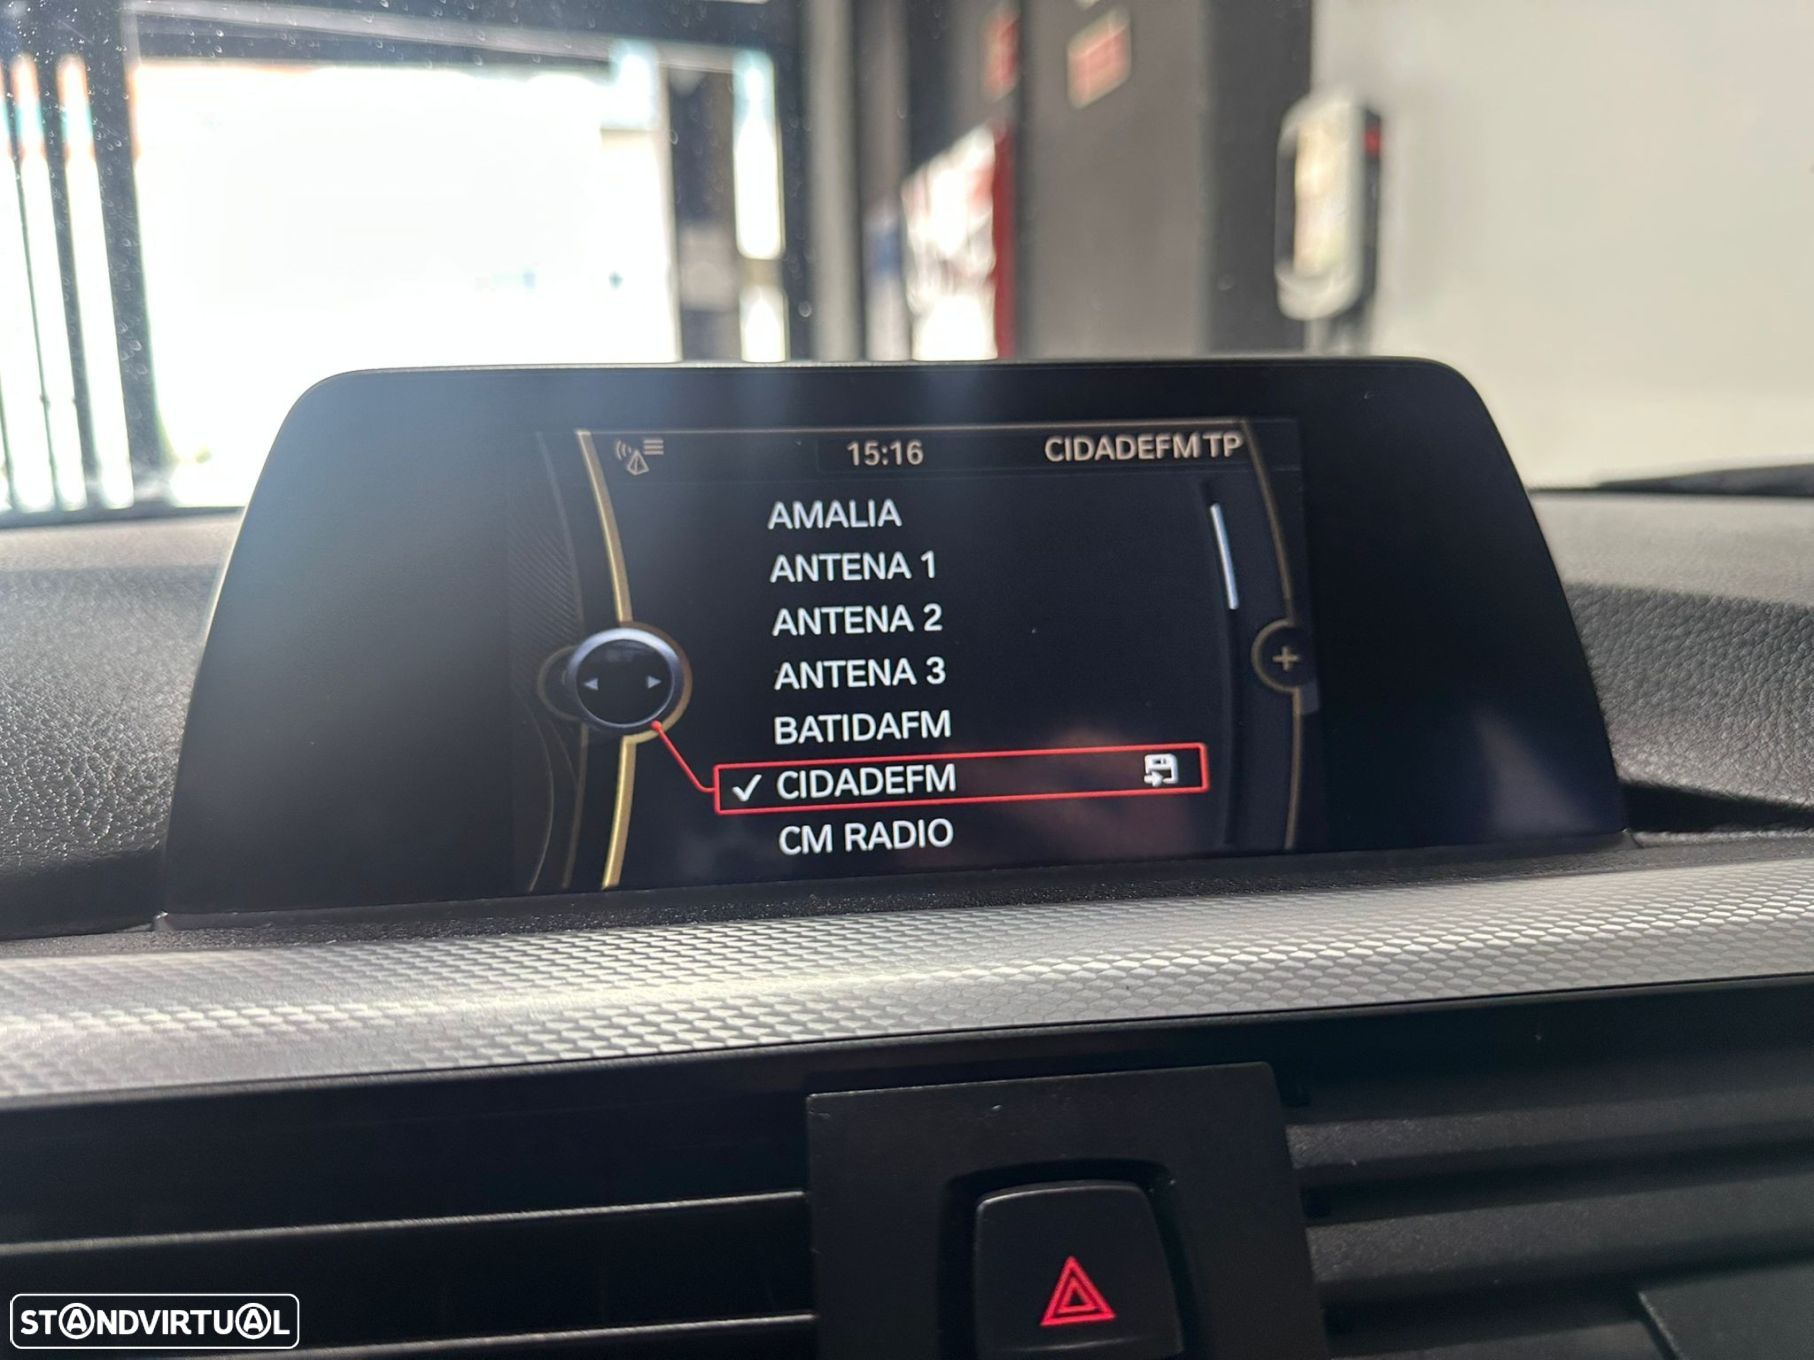 15:16
CIDADEFM TP
AMALIA
ANTENA 1
ANTENA 2
ANTENA 3
BATIDAFM
CIDADEFM
CM RADIO
STANDVIRTUAL